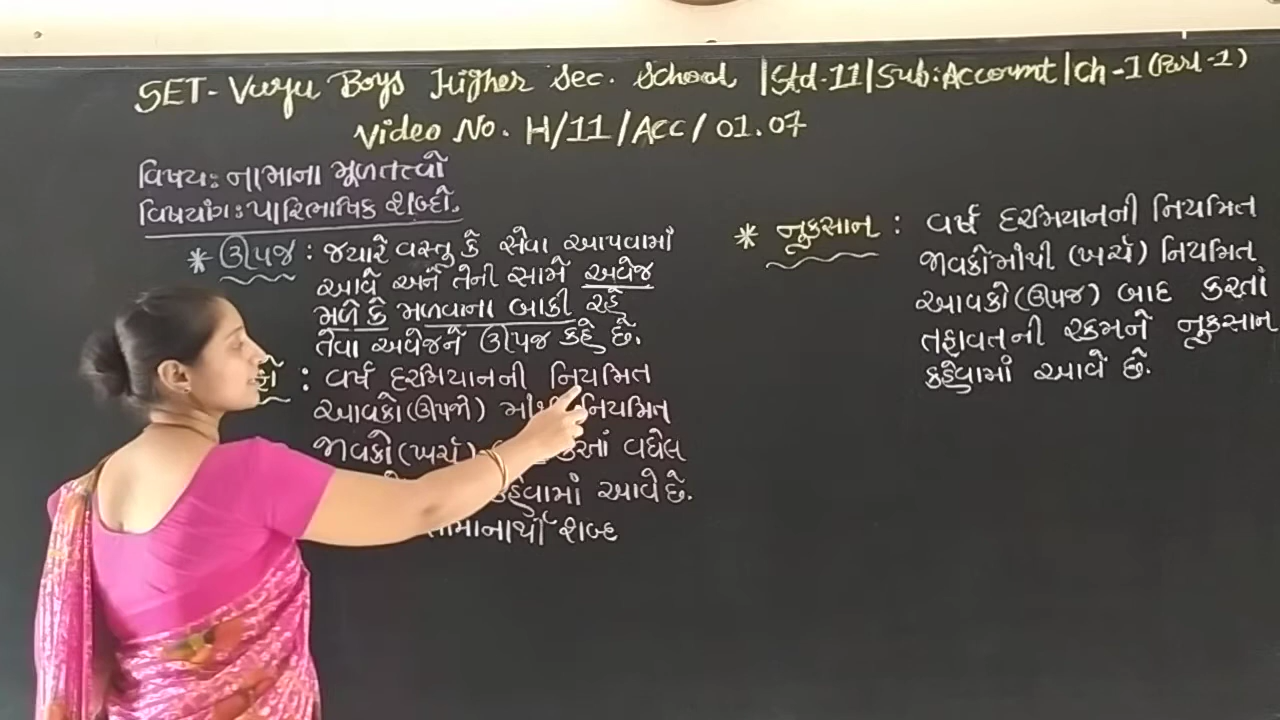 SET- Vuyu Boys Higher Sec. School | Std-11 | Sub: Account | Ch-1 (Part-1)
Video No. H/11/Acc/01.07
વિષય: નામાના મૂળતત્વો
વિષયાંગ: પારિભાષિક શબ્દો.
* ઊપજ : જ્યારે વસ્તુ કે સેવા આપવામાં
આવે અને તેની સામે અવેજ
મળે કે મળવાના બાકી રહે
તેવા અવેજને ઊપજ કહે છે.
: વર્ષ દરમિયાનની નિયમિત
આવકો (ઊપજો) નિયમિત
જાવકો (ખર્ચ) વધેલ
કહેવામાં આવે છે.
શબ્દ
* નુકસાન : વર્ષ દરમિયાનની નિયમિત
જાવકોમાંથી (ખર્ચ) નિયમિત
આવકો (ઊપજ) બાદ કરતાં
તફાવતની રકમને નુકસાન
કહેવામાં આવે છે.